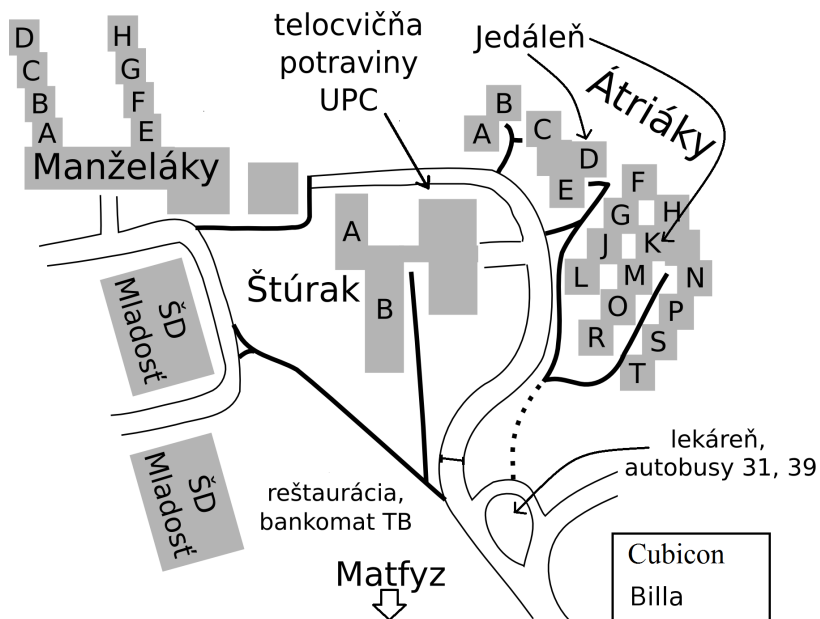 D
C
B
A
H
G
F
E
Manželáky
telocvičňa
potraviny
UPC
Jedáleň
Átriáky
A
B
C
D
E
F
G
H
J
K
L
M
N
O
P
R
S
T
A
B
Štúrak
ŠD
Mladosť
ŠD
Mladosť
reštaurácia,
bankomat TB
lekáreň,
autobusy 31, 39
Matfyz
Cubicon
Billa